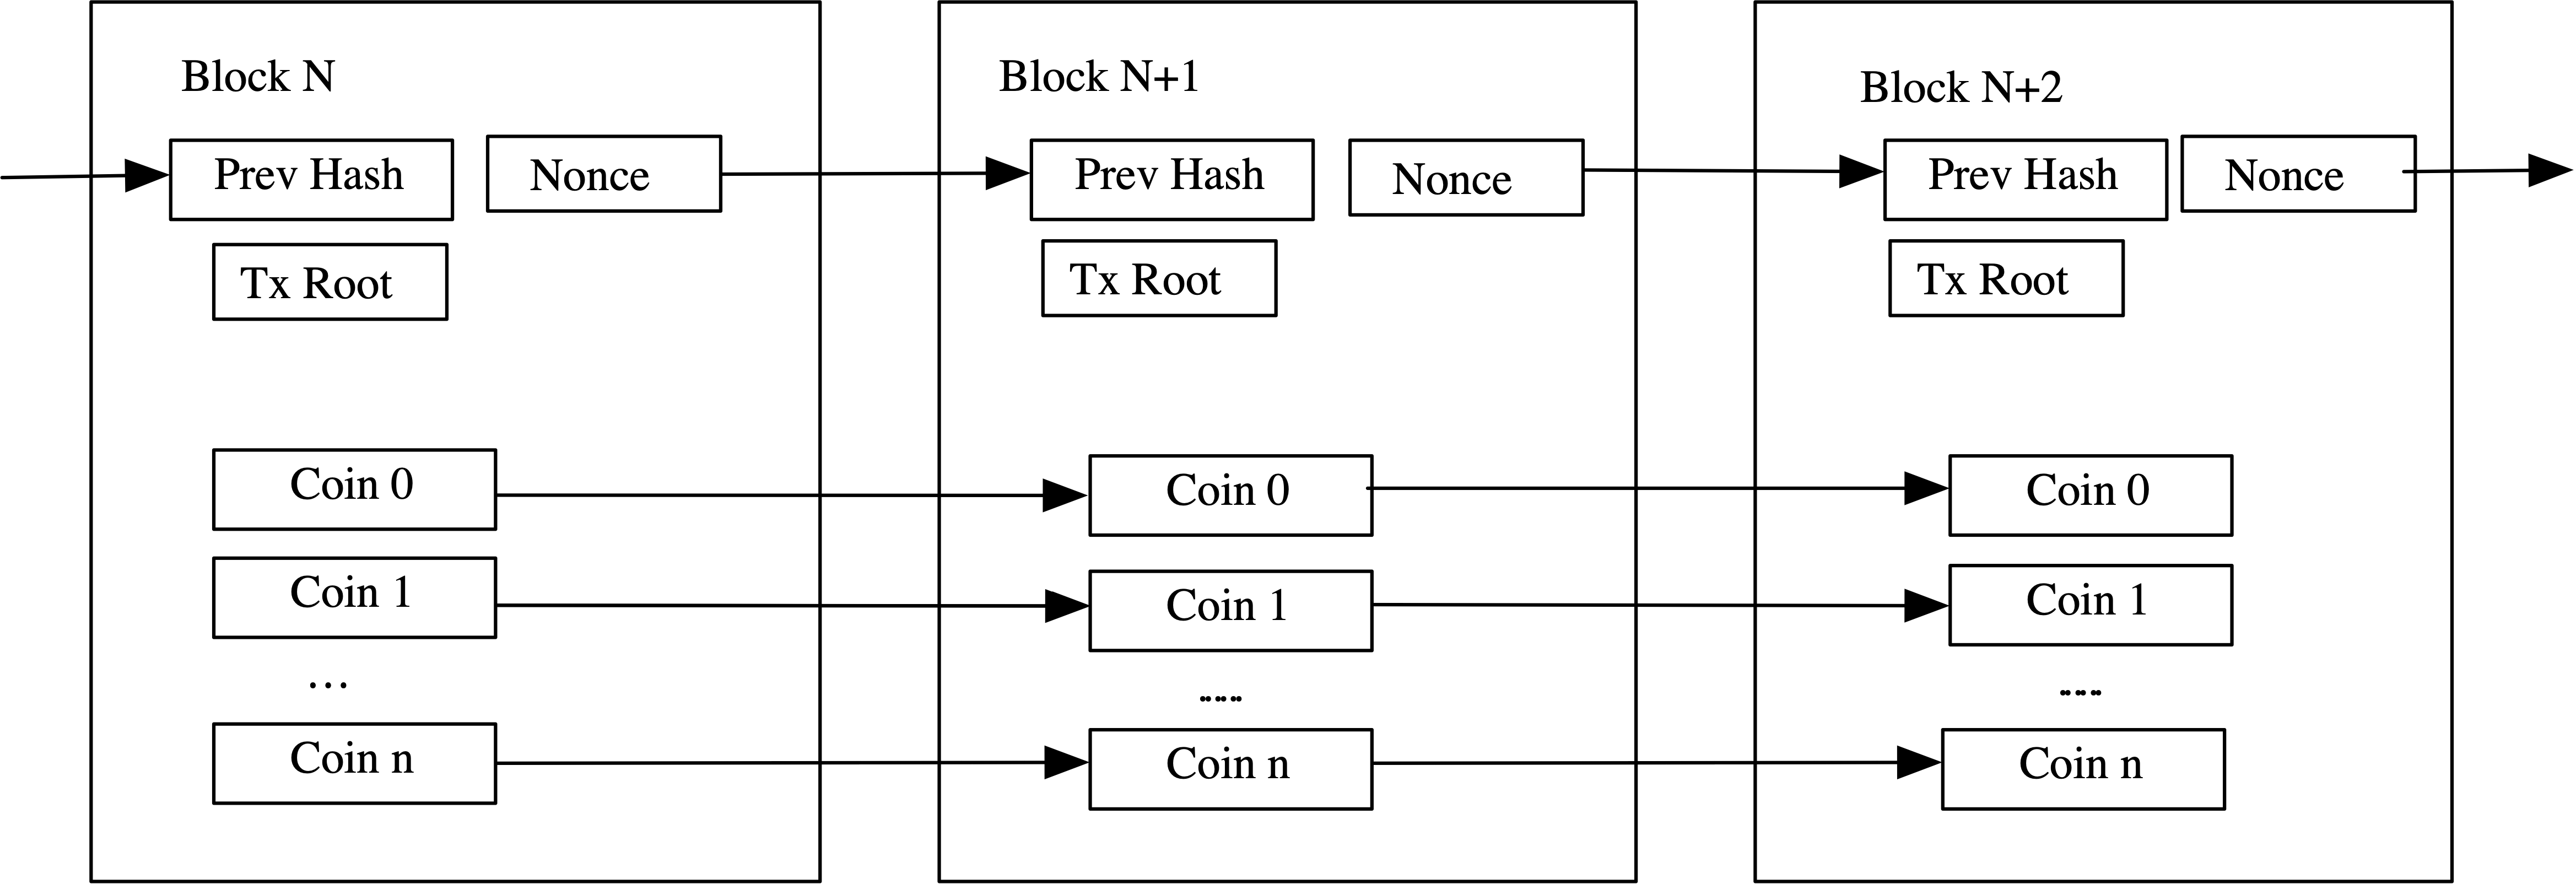 Block N
Prev Hash
Nonce
Tx Root
Coin 0
Coin 1
...
Coin n
Block N+1
Prev Hash
Nonce
Tx Root
Coin 0
Coin 1
......
Coin n
Block N+2
Prev Hash
Nonce
Tx Root
Coin 0
Coin 1
......
Coin n